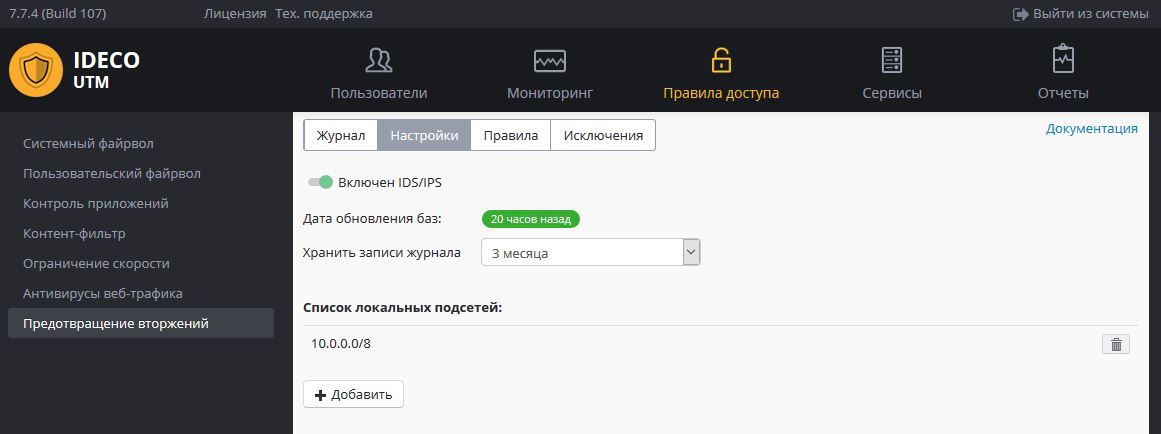 7.7.4 (Build 107) Лицензия Тех. поддержка Выйти из системы
IDECO
UTM
Пользователи Мониторинг Правила доступа Сервисы Отчеты
Системный файрвол
Пользовательский файрвол
Контроль приложений
Контент-фильтр
Ограничение скорости
Антивирусы веб-трафика
Предотвращение вторжений
Журнал Настройки Правила Исключения Документация
Включен IDS/IPS
Дата обновления баз: 20 часов назад
Хранить записи журнала 3 месяца
Список локальных подсетей:
10.0.0.0/8
Добавить